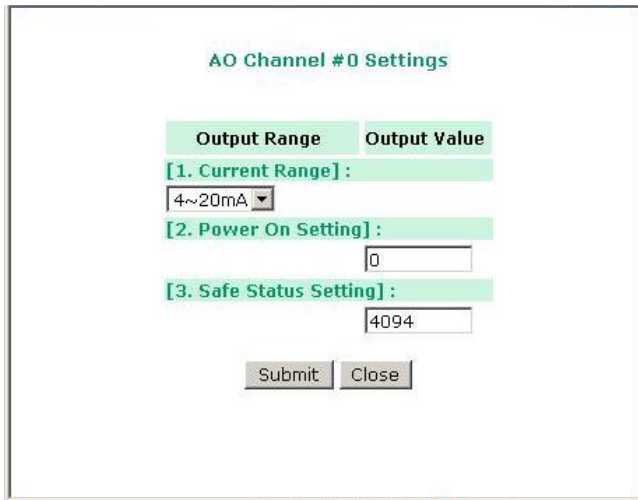 AO Channel #0 Settings
Output Range Output Value
[1. Current Range] :
4~20mA
[2. Power On Setting] :
0
[3. Safe Status Setting] :
4094
Submit Close